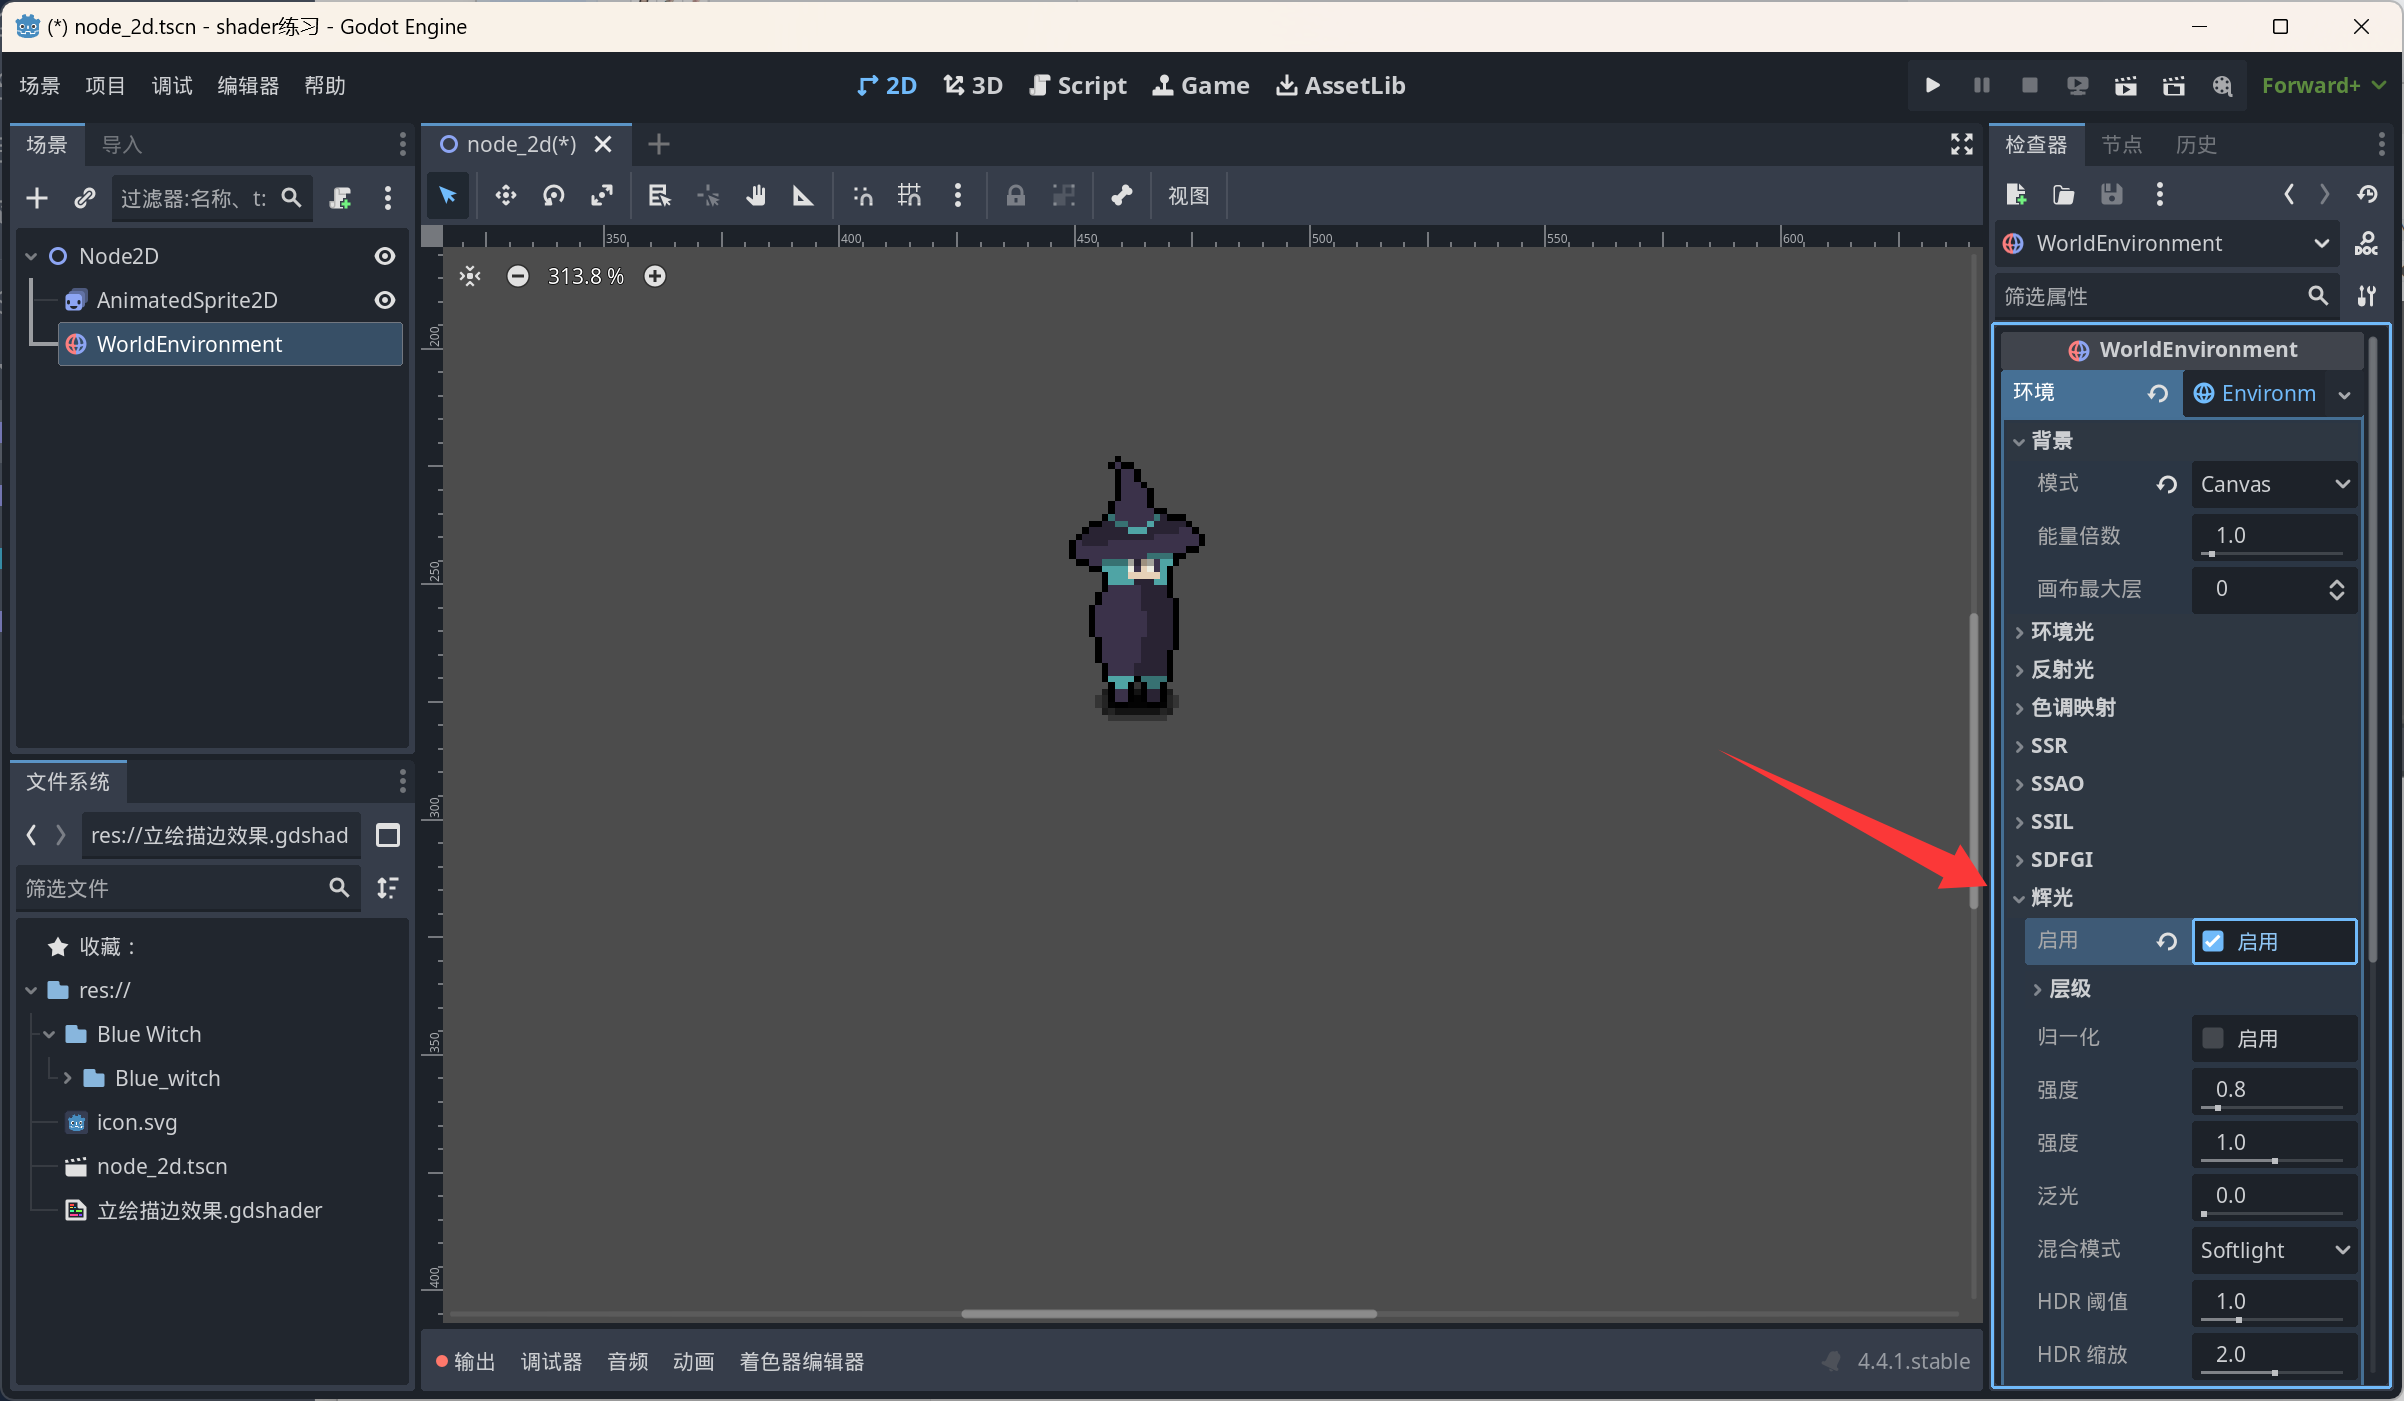 (*) node_2d.tscn - shader练习 - Godot Engine
场景 项目 调试 编辑器 帮助
2D 3D Script Game AssetLib
Forward+
场景 导入
过滤器:名称、t:
Node2D
AnimatedSprite2D
WorldEnvironment
文件系统
res://立绘描边效果.gdshad
筛选文件
收藏：
res://
Blue Witch
Blue_witch
icon.svg
node_2d.tscn
立绘描边效果.gdshader
node_2d(*)
视图
350 400 450 500 550 600
313.8 %
200
250
300
350
400
输出 调试器 音频 动画 着色器编辑器
4.4.1.stable
检查器 节点 历史
WorldEnvironment
DOC
筛选属性
WorldEnvironment
环境 Environm
背景
模式 Canvas
能量倍数 1.0
画布最大层 0
环境光
反射光
色调映射
SSR
SSAO
SSIL
SDFGI
辉光
启用 启用
层级
归一化 启用
强度 0.8
强度 1.0
泛光 0.0
混合模式 Softlight
HDR 阈值 1.0
HDR 缩放 2.0